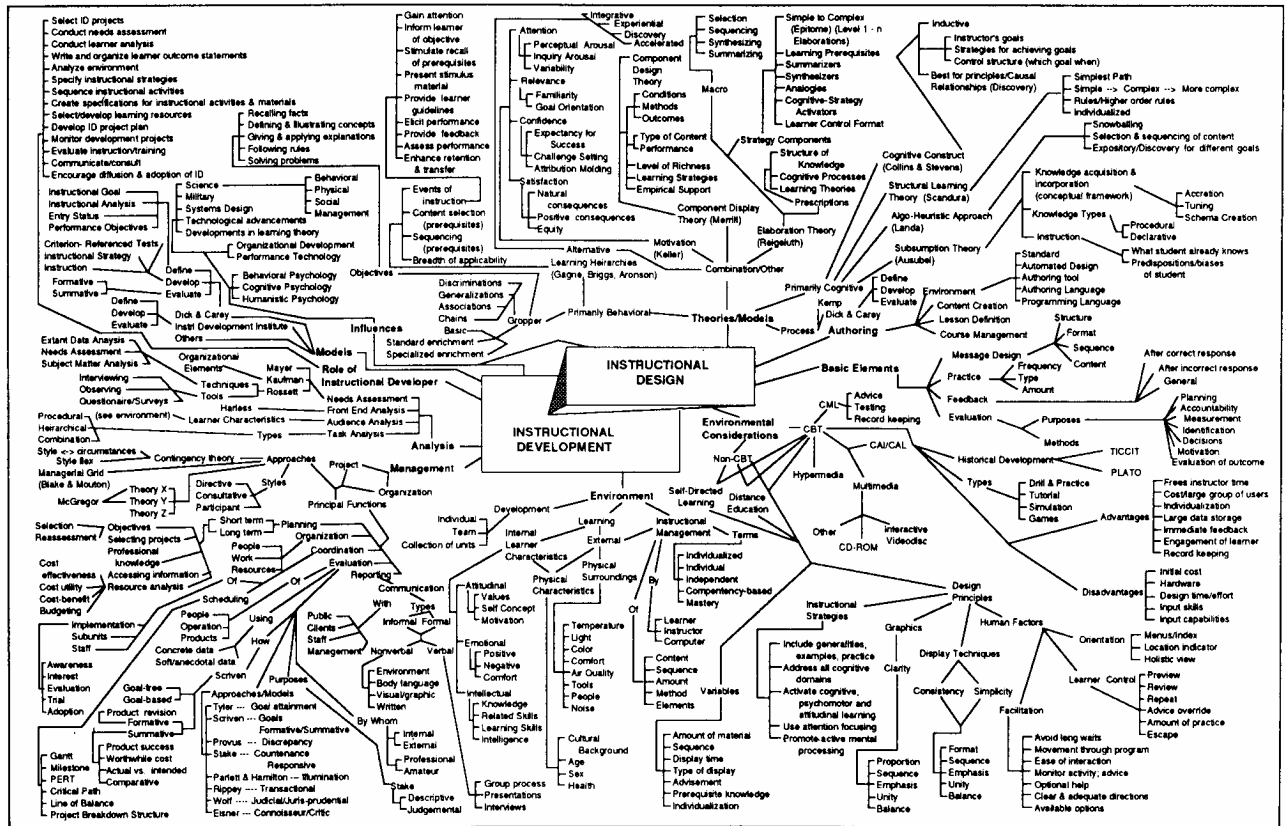 Select ID projects
Conduct needs assessment
Conduct learner analysis
Write and organize learner outcome statements
Analyze environment
Specify instructional strategies
Sequence instructional activities
Create specifications for instructional activities & materials
Select/develop learning resources
Develop ID project plan
Monitor development projects
Evaluate instruction/training
Communicate/consult
Encourage diffusion & adoption of ID
Recalling facts
Defining & illustrating concepts
Giving & applying explanations
Following rules
Solving problems
Gain attention
Inform learner
of objective
Stimulate recall
of prerequisites
Present stimulus
material
Provide learner
guidelines
Elicit performance
Provide feedback
Assess performance
Enhance retention
& transfer
Attention
Perceptual Arousal
Inquiry Arousal
Variability
Relevance
Familiarity
Goal Orientation
Confidence
Expectancy for
Success
Challenge Setting
Attribution Molding
Satisfaction
Natural
consequences
Positive consequences
Equity
Integrative
Experiential
Discovery
Accelerated
Component
Design
Theory
Conditions
Methods
Outcomes
Type of Content
Performance
Level of Richness
Learning Strategies
Empirical Support
Component Display
Theory (Merrill)
Selection
Sequencing
Synthesizing
Summarizing
Macro
Simple to Complex
(Epitome) (Level 1 - n
Elaborations)
Learning Prerequisites
Summarizers
Syntheeizers
Analogies
Cognitive-Strategy
Activators
Learner Control Format
Strategy Components
Structure of
Knowledge
Cognitive Processes
Learning Theories
Prescriptions
Elaboration Theory
(Reigeluth)
Inductive
Instructor's goals
Strategies for achieving goals
Control structure (which goal when)
Best for principles/Causal
Relationships (Discovery)
Simplest Path
Simple --> Complex --> More complex
Rules/Higher order rules
Individualized
Snowballing
Selection & sequencing of content
Expository/Discovery for different goals
Cognitive Construct
(Collins & Stevens)
Structural Learning
Theory (Scandura)
Algo-Heuristic Approach
(Landa)
Subsumption Theory
(Ausubel)
Knowledge acquisition &
incorporation
(conceptual framework)
Accretion
Tuning
Schema Creation
Knowledge Types
Procedural
Declarative
Instruction
What student already knows
Predispositions/biases
of student
Instructional Goal
Instructional Analysis
Entry Status
Performance Objectives
Criterion- Referenced Tests
Instructional Strategy
Instruction
Formative
Summative
Define
Develop
Evaluate
Science
Military
Systems Design
Technological advancements
Developments in learning theory
Behavioral
Physical
Social
Management
Organizational Development
Performance Technology
Behavioral Psychology
Cognitive Psychology
Humanistic Psychology
Influences
Define
Develop
Evaluate
Dick & Carey
Instrl Development Institute
Others
Models
Events of
instruction
Content selection
(prerequisites)
Sequencing
(prerequisites)
Breadth of applicability
Objectives
Discriminations
Generalizations
Associations
Chains
Basic
Standard enrichment
Specialized enrichment
Gropper
Alternative
Learning Heirarchies
(Gagne, Briggs, Aronson)
Primarily Behavioral
Motivation
(Keller)
Combination/Other
Theories/Models
Primarily Cognitive
Kemp
Dick & Carey
Process
Define
Develop
Evaluate
Authoring
Environment
Standard
Automated Design
Authoring tool
Authoring Language
Programming Language
Content Creation
Lesson Definition
Course Management
INSTRUCTIONAL
DESIGN
INSTRUCTIONAL
DEVELOPMENT
Basic Elements
Message Design
Structure
Format
Sequence
Content
Practice
Frequency
Type
Amount
Feedback
After correct response
After incorrect response
General
Evaluation
Purposes
Planning
Accountability
Measurement
Identification
Decisions
Motivation
Evaluation of outcome
Methods
Extant Data Anaysis
Needs Assessment
Subject Matter Analysis
Organizational
Elements
Interviewing
Observing
Questionaire/Surveys
Techniques
Tools
Mayer
Kaufman
Rossett
Role of
Instructional Developer
Harless
Needs Assessment
Front End Analysis
Audience Analysis
Task Analysis
(see environment)
Learner Characteristics
Procedural
Heirarchical
Combination
Types
Analysis
Management
Style <-> circumstances
Style flex
Contingency theory
Managerial Grid
(Blake & Mouton)
McGregor
Theory X
Theory Y
Theory Z
Approaches
Styles
Directive
Consultative
Participant
Project
Organization
Principal Functions
Selection
Reassessment
Objectives
Selecting projects
Professional
knowledge
Accessing information
Resource analysis
Cost
effectiveness
Cost utility
Cost-benefit
Budgeting
Short term
Long term
Planning
People
Work
Resources
Organization
Coordination
Evaluation
Reporting
Of
Of
Scheduling
Implementation
Subunits
Staff
Awareness
Interest
Evaluation
Trial
Adoption
Gantt
Milestone
PERT
Critical Path
Line of Balance
Project Breakdown Structure
People
Operation
Products
Using
How
Concrete data
Soft/anecdotal data
Scriven
Goal-free
Goal-based
Product revision
Formative
Summative
Product success
Worthwhile cost
Actual vs. intended
Comparative
Purposes
Approaches/Models
Tyler --- Goal attainment
Scriven --- Goals
Formative/Summative
Provus --- Discrepancy
Stake --- Countenance
Responsive
Parlett & Hamilton --- Illumination
Rippey --- Transactional
Wolf --- Judicial/Juris-prudential
Eisner --- Connoisseur/Critic
By Whom
Internal
External
Professional
Amateur
Stake
Descriptive
Judgemental
Communication
With
Types
Public
Clients
Staff
Management
Informal
Formal
Nonverbal
Verbal
Environment
Body language
Visual/graphic
Written
Group process
Presentations
Interviews
Environment
Development
Individual
Team
Collection of units
Learning
Internal
Learner
Characteristics
External
Physical
Characteristics
Physical
Surroundings
Attitudinal
Values
Self Concept
Motivation
Emotional
Positive
Negative
Comfort
Intellectual
Knowledge
Related Skills
Learning Skills
Intelligence
Temperature
Light
Color
Comfort
Air Quality
Tools
People
Noise
Cultural
Background
Age
Sex
Health
Instructional
Management
Terms
Individualized
Individual
Independent
Compentency-based
Mastery
By
Learner
Instructor
Computer
Of
Content
Sequence
Amount
Method
Elements
Environmental
Considerations
Non-CBT
Self-Directed
Learning
Distance
Education
CBT
CML
Advice
Testing
Record keeping
CAI/CAL
Hypermedia
Multimedia
Other
CD-ROM
Interactive
Videodisc
Historical Development
TICCIT
PLATO
Types
Drill & Practice
Tutorial
Simulation
Games
Advantages
Frees instructor time
Cost/large group of users
Individualization
Large data storage
Immediate feedback
Engagement of learner
Record keeping
Disadvantages
Initial cost
Hardware
Design time/effort
Input skills
Input capabilities
Variables
Amount of material
Sequence
Display time
Type of display
Advisement
Prerequisite knowledge
Individualization
Design
Principles
Instructional
Strategies
Include generalities,
examples, practice
Address all cognitive
domains
Activate cognitive,
psychomotor and
attitudinal learning
Use attention focusing
Promote-active mental
processing
Graphics
Clarity
Proportion
Sequence
Emphasis
Unity
Balance
Display Techniques
Consistency
Simplicity
Format
Sequence
Emphasis
Unity
Balance
Human Factors
Orientation
Menus/Index
Location indicator
Holistic view
Learner Control
Preview
Review
Repeat
Advice override
Amount of practice
Escape
Facilitation
Avoid long waits
Movement through program
Ease of interaction
Monitor activity; advice
Optional help
Clear & adequate directions
Available options